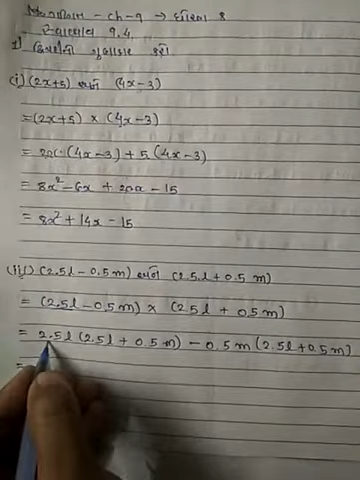 ch-9 → ધોરણ 8
સ્વાધ્યાય 9.4
1) દ્વિપદીનો ગુણાકાર કરો
(i) (2x+5) અને (4x-3)
= (2x+5) × (4x-3)
= 2x(4x-3) + 5(4x-3)
= 8x² - 6x + 20x - 15
= 8x² + 14x - 15
(iii) (2.5l - 0.5m) અને (2.5l + 0.5m)
= (2.5l - 0.5m) × (2.5l + 0.5m)
= 2.5l (2.5l + 0.5m) - 0.5m (2.5l + 0.5m)
=